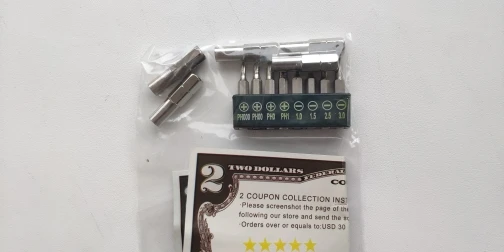 PH000 PH00 PH0 PH1 1.0 1.5 2.0 3.0
2 TWO DOLLARS FEDERAL
CO
2 COUPON COLLECTION INS
·Please screenshot the page of the
following our store and send the s
·Orders over or equals to:USD 30